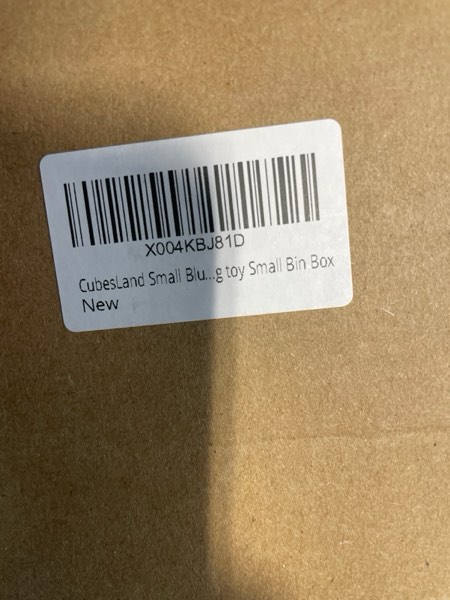 X004KBJ81D
CubesLand Small Blu...g toy Small Bin Box
New